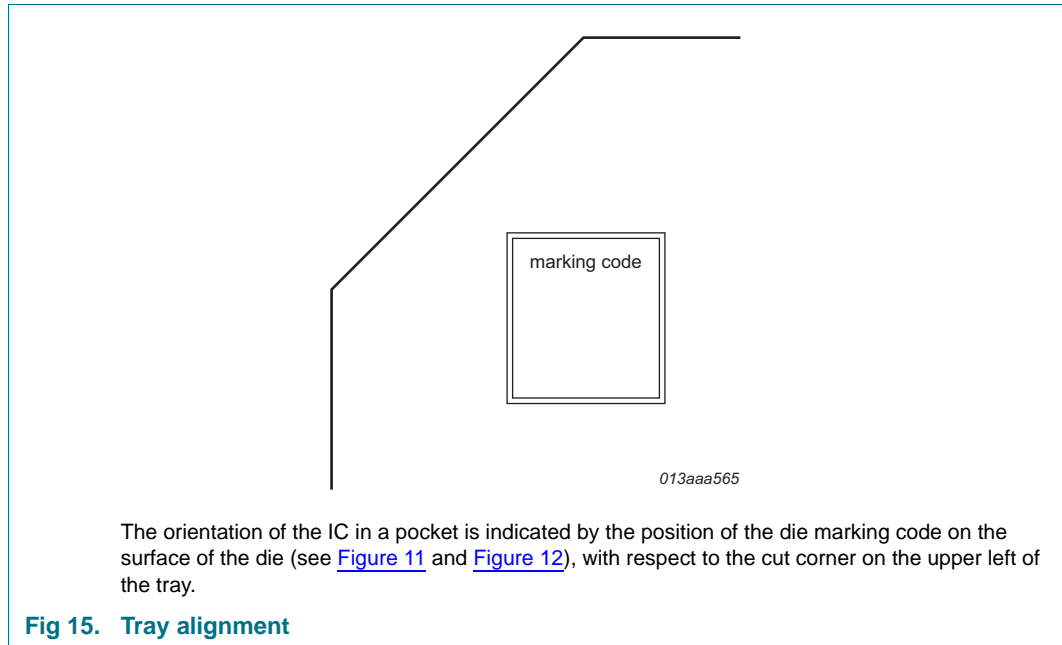 marking code
013aaa565
The orientation of the IC in a pocket is indicated by the position of the die marking code on the
surface of the die (see Figure 11 and Figure 12), with respect to the cut corner on the upper left of
the tray.
Fig 15. Tray alignment